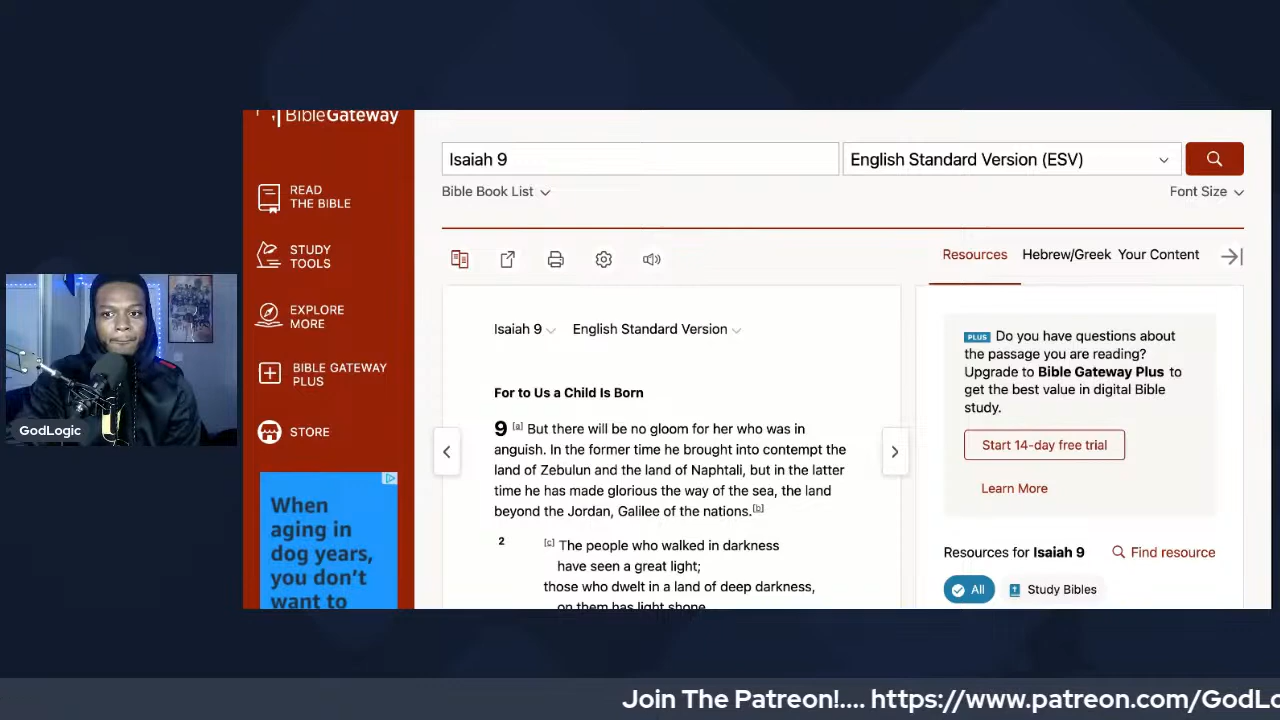 BibleGateway
READ
THE BIBLE
STUDY
TOOLS
EXPLORE
MORE
BIBLE GATEWAY
PLUS
STORE
When
aging in
dog years,
you don't
want to
Isaiah 9
English Standard Version (ESV)
Bible Book List
Font Size
Resources
Hebrew/Greek
Your Content
Isaiah 9
English Standard Version
For to Us a Child Is Born
9 [a] But there will be no gloom for her who was in
anguish. In the former time he brought into contempt the
land of Zebulun and the land of Naphtali, but in the latter
time he has made glorious the way of the sea, the land
beyond the Jordan, Galilee of the nations.[b]
2 [c] The people who walked in darkness
have seen a great light;
those who dwelt in a land of deep darkness,
on them has light shone.
PLUS Do you have questions about
the passage you are reading?
Upgrade to Bible Gateway Plus to
get the best value in digital Bible
study.
Start 14-day free trial
Learn More
Resources for Isaiah 9
Find resource
All
Study Bibles
GodLogic
Join The Patreon!.... https://www.patreon.com/GodLo